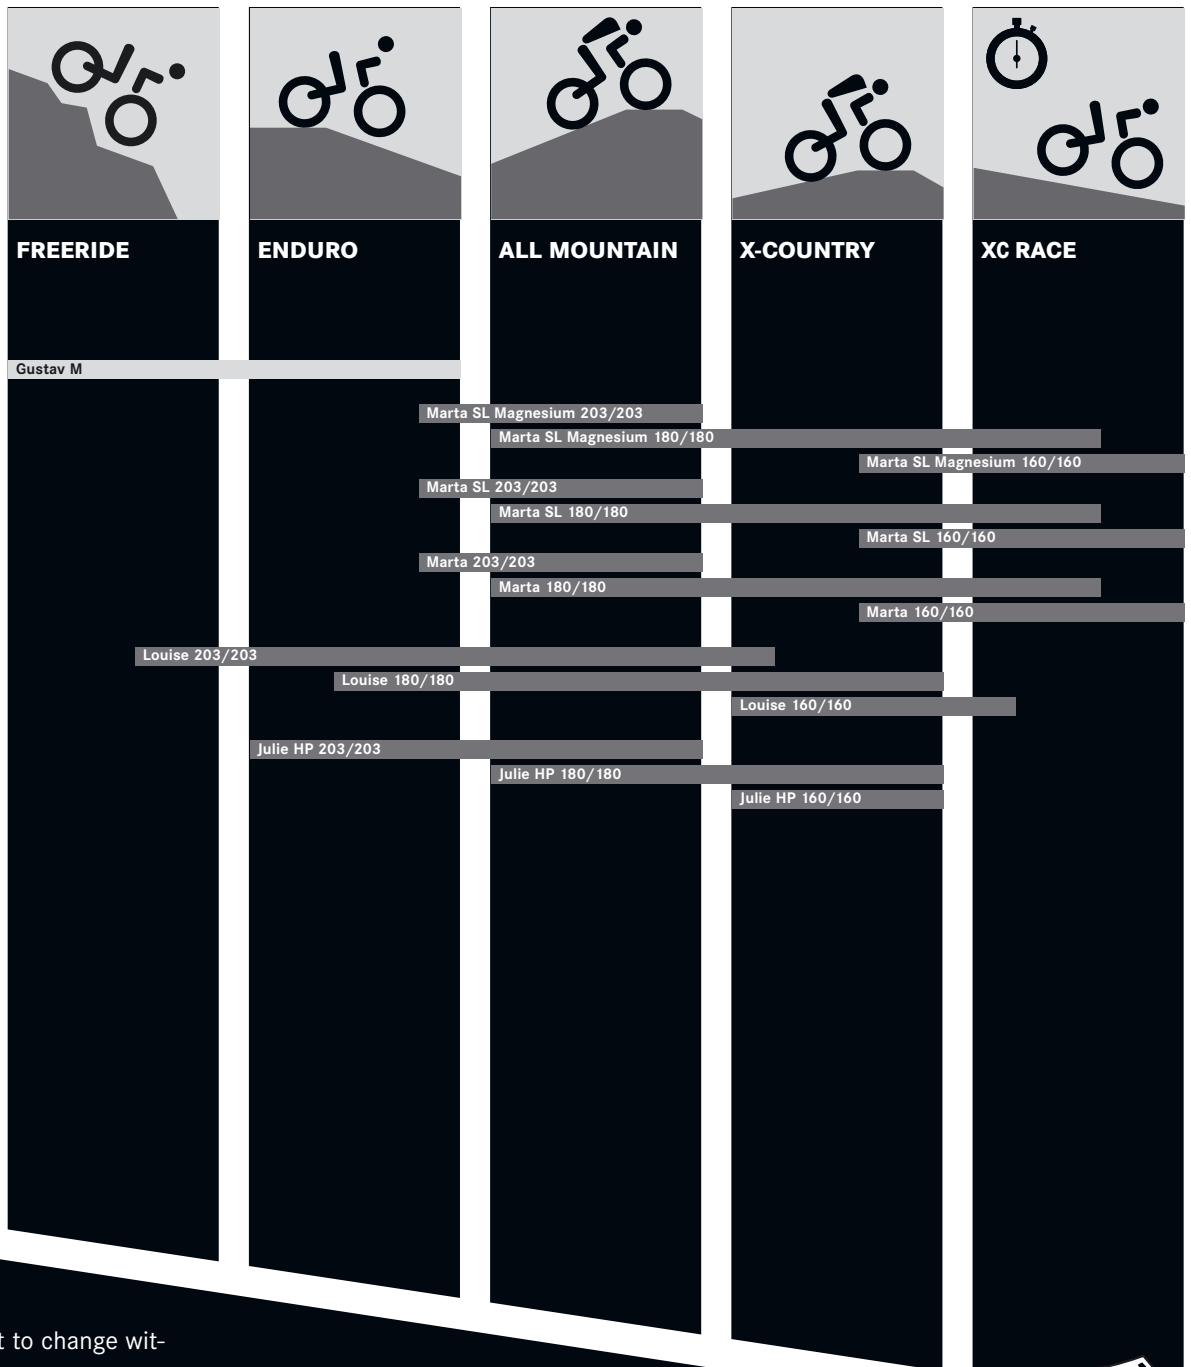 FREERIDE
ENDURO
ALL MOUNTAIN
X-COUNTRY
XC RACE
Gustav M
Marta SL Magnesium 203/203
Marta SL Magnesium 180/180
Marta SL Magnesium 160/160
Marta SL 203/203
Marta SL 180/180
Marta SL 160/160
Marta 203/203
Marta 180/180
Marta 160/160
Louise 203/203
Louise 180/180
Louise 160/160
Julie HP 203/203
Julie HP 180/180
Julie HP 160/160
t to change wit-